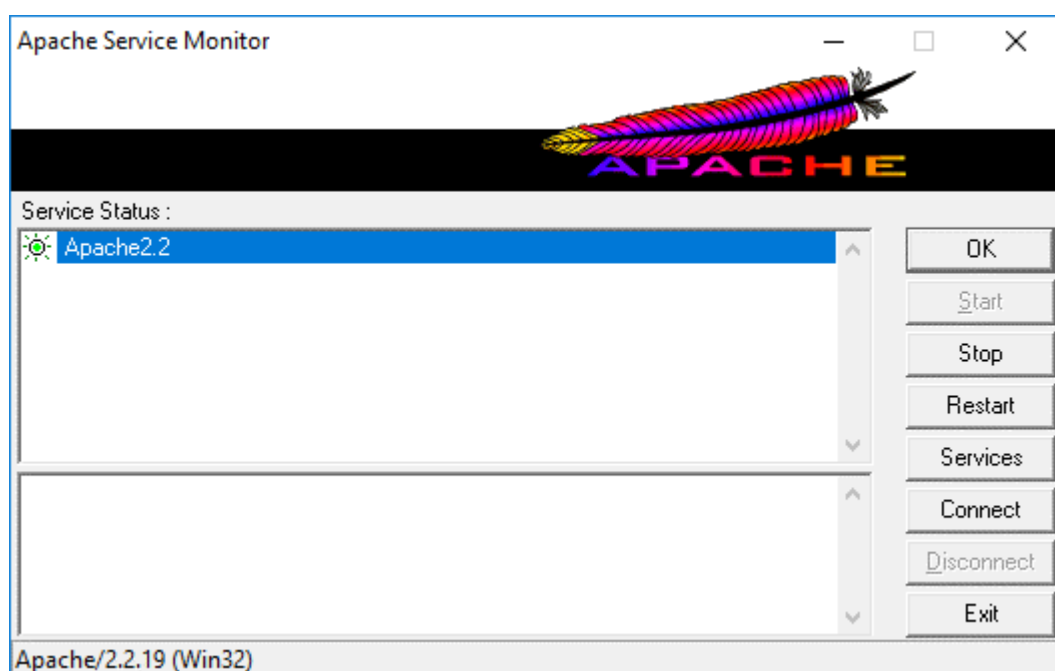 Apache Service Monitor
APACHE
Service Status :
Apache2.2
OK
Start
Stop
Restart
Services
Connect
Disconnect
Exit
Apache/2.2.19 (Win32)